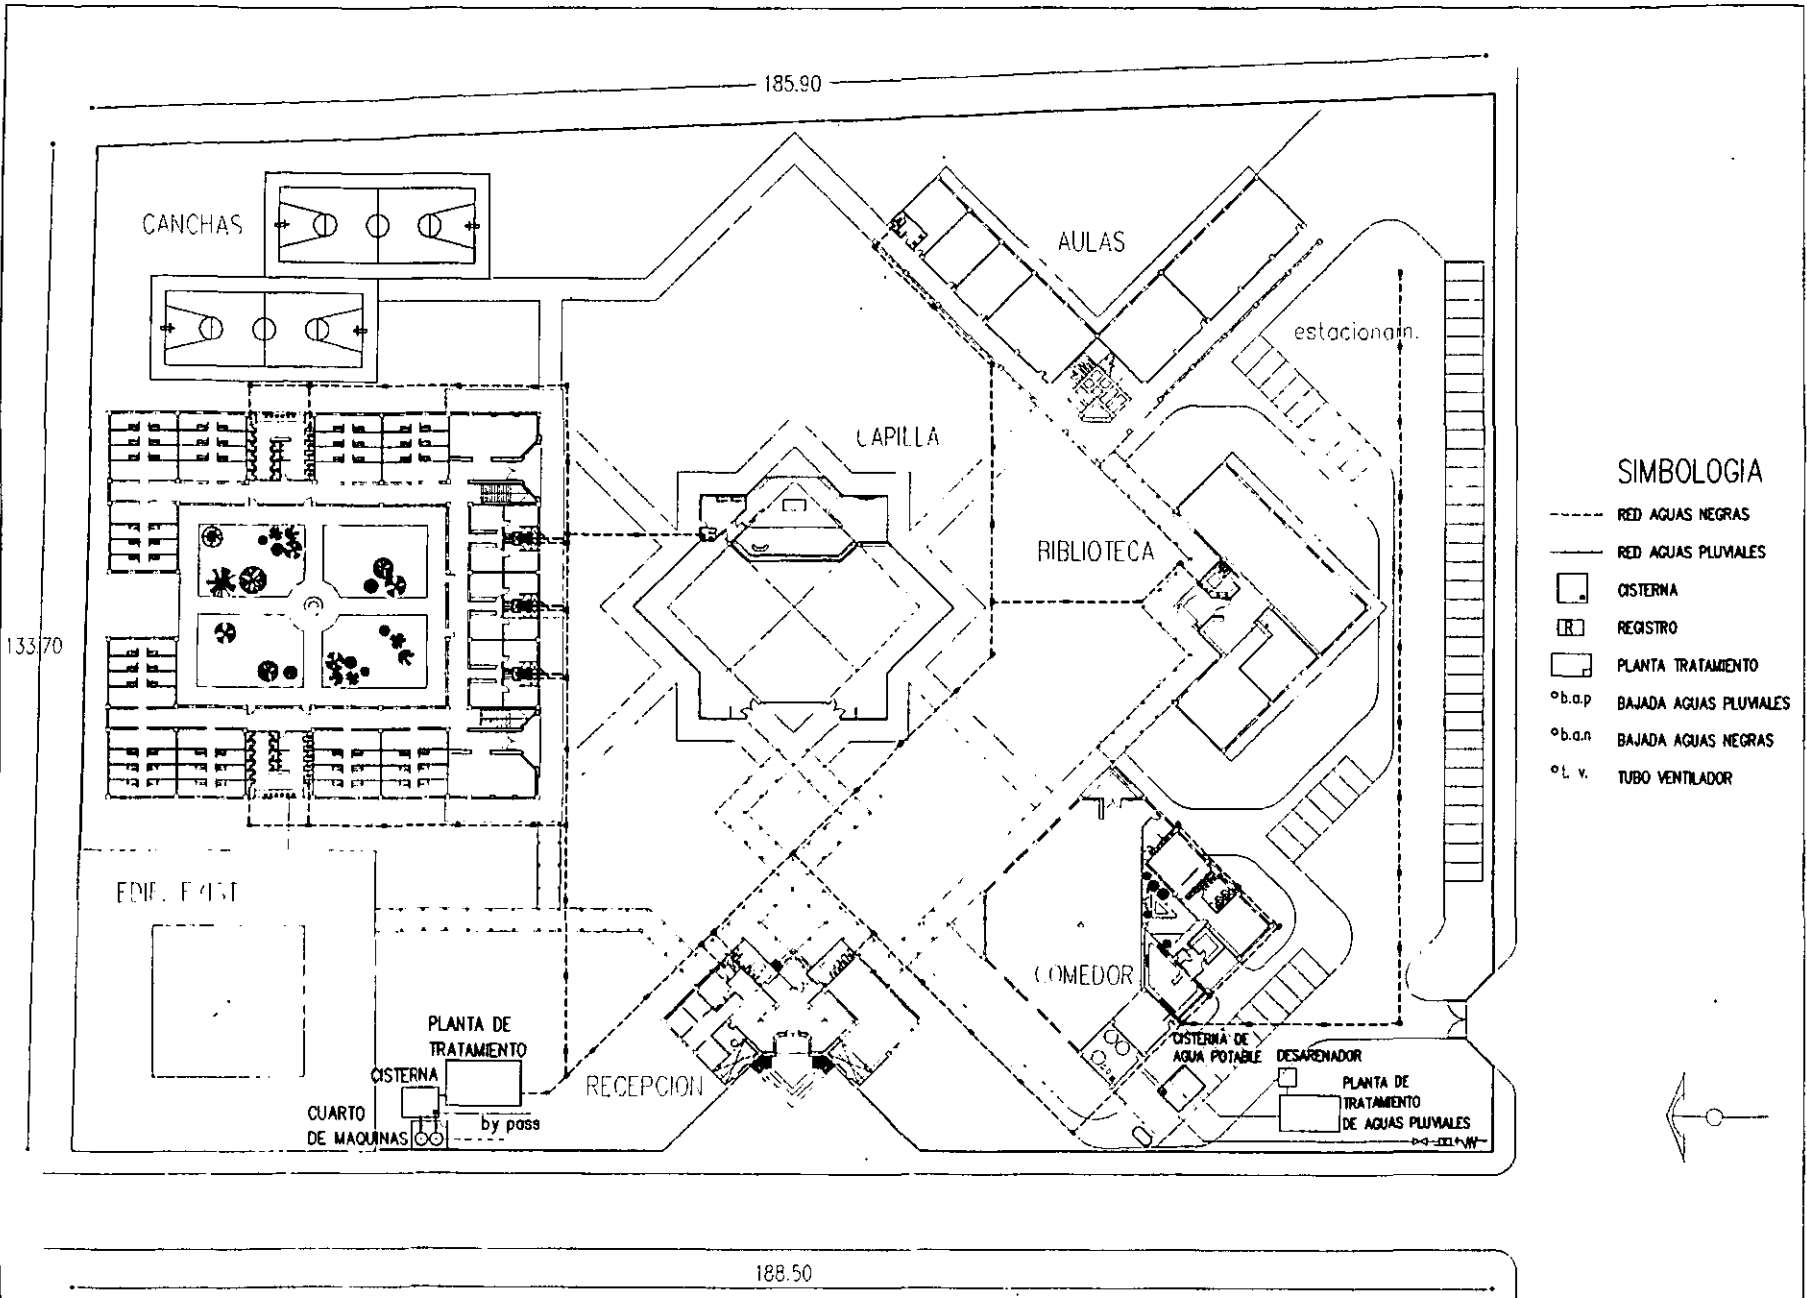 185.90
CANCHAS
AULAS
estacionam.
CAPILLA
BIBLIOTECA
133.70
SIMBOLOGIA
RED AGUAS NEGRAS
RED AGUAS PLUVIALES
CISTERNA
R REGISTRO
PLANTA TRATAMIENTO
b.a.p BAJADA AGUAS PLUVIALES
b.a.n BAJADA AGUAS NEGRAS
t. v. TUBO VENTILADOR
EDIF. EXIST
COMEDOR
PLANTA DE
TRATAMIENTO
CISTERNA
CUARTO
DE MAQUINAS
by pass
RECEPCION
CISTERNA DE
AGUA POTABLE
DESARENADOR
PLANTA DE
TRATAMIENTO
DE AGUAS PLUVIALES
188.50